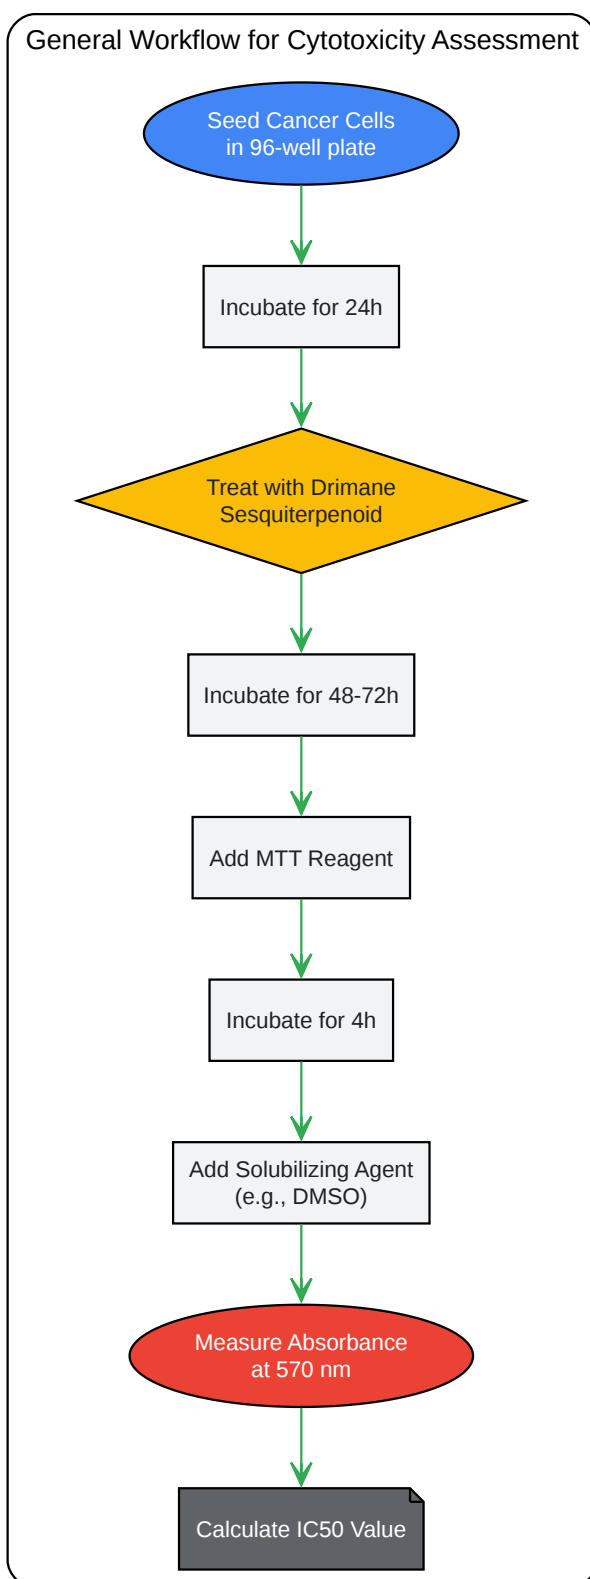 General Workflow for Cytotoxicity Assessment
Seed Cancer Cells
in 96-well plate
Incubate for 24h
Treat with Drimane
Sesquiterpenoid
Incubate for 48-72h
Add MTT Reagent
Incubate for 4h
Add Solubilizing Agent
(e.g., DMSO)
Measure Absorbance
at 570 nm
Calculate IC50 Value